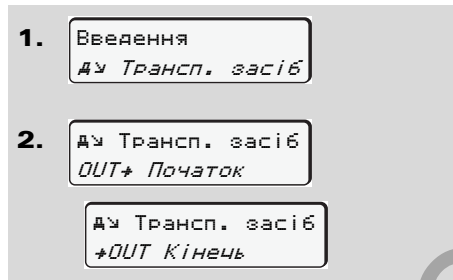 1. Введення
Трансп. засіб
2. Трансп. засіб
OUT→ Початок
Трансп. засіб
→OUT Кінець